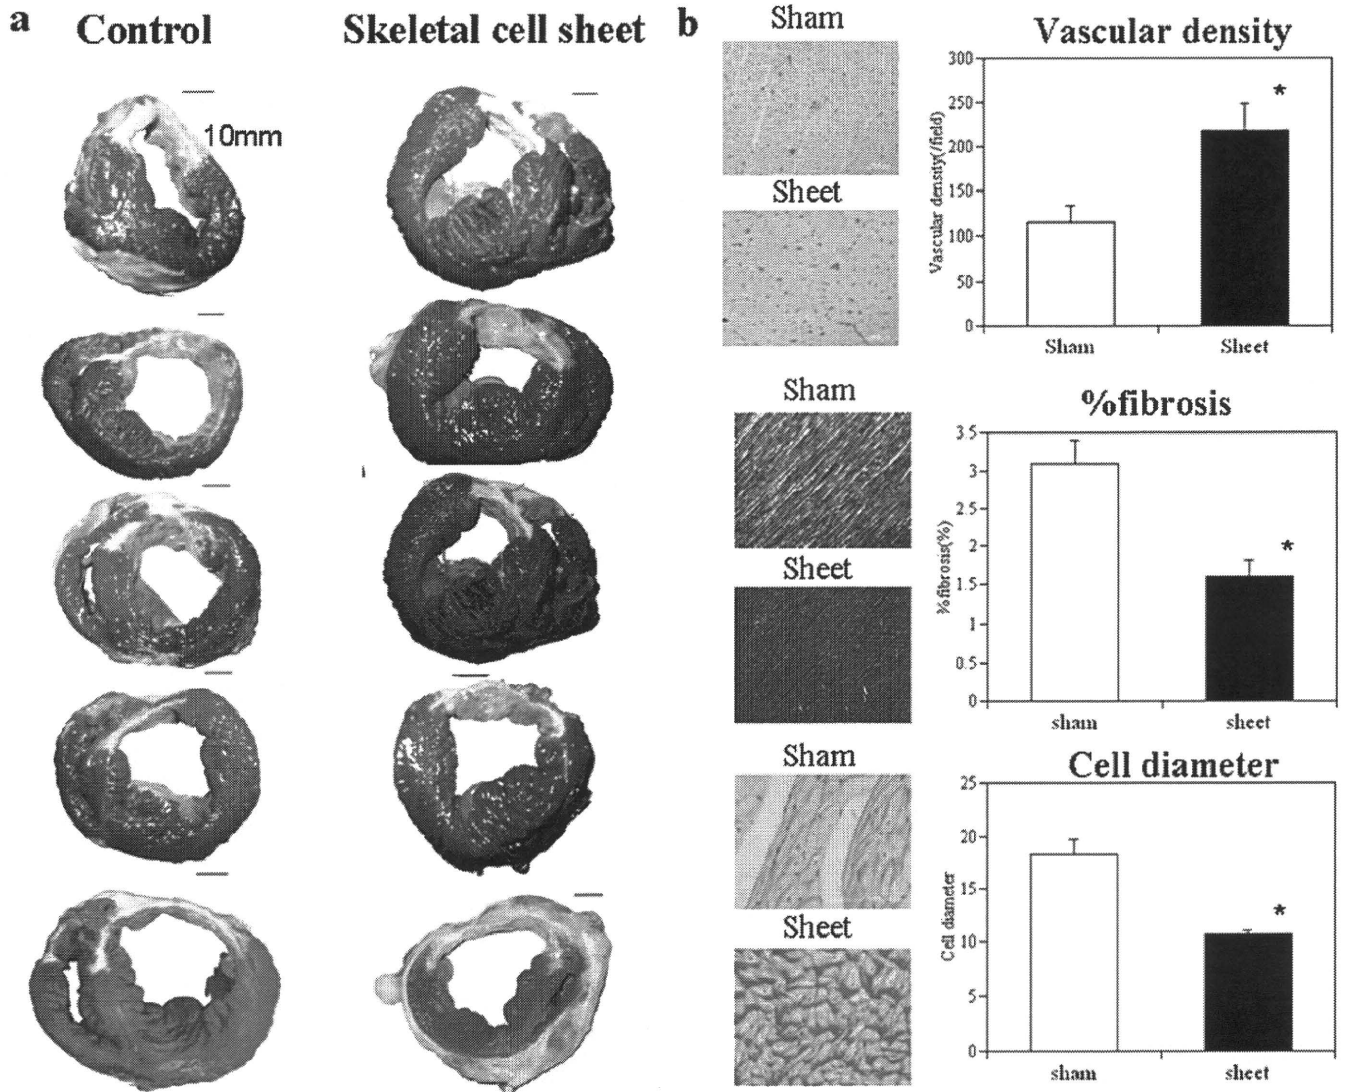 a
Control
Skeletal cell sheet
10mm
b
Sham
Sheet
Vascular density
Vascular density(/field)
300
250
200
150
100
50
0
Sham
Sheet
Sham
Sheet
%fibrosis
%fibrosis(%)
3.5
3
2.5
2
1.5
1
0.5
0
*
*
sham
sheet
Sham
Sheet
Cell diameter
Cell diameter
25
20
15
10
5
0
*
sham
sheet